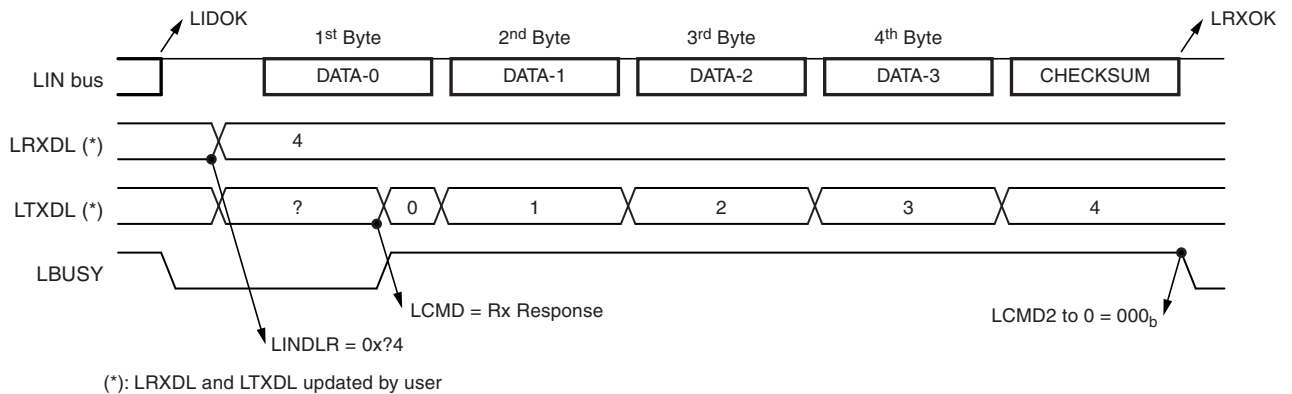 LIDOK
LRXOK
1st Byte 2nd Byte 3rd Byte 4th Byte
LIN bus DATA-0 DATA-1 DATA-2 DATA-3 CHECKSUM
LRXDL (*) 4
LTXDL (*) ? 0 1 2 3 4
LBUSY
LCMD = Rx Response
LCMD2 to 0 = 000b
LINDLR = 0x?4
(*): LRXDL and LTXDL updated by user